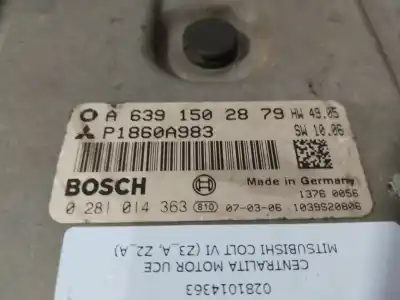 A 639 150 28 79 HW 49.05
P1860A983 SW 10.06
BOSCH Made in Germany
1376 0056
0 281 014 363 810 07-03-06 1039S20806
0281014363
CENTRALITA MOTOR UCE
MITSUBISHI COLT VI (Z3_A, Z2_A)